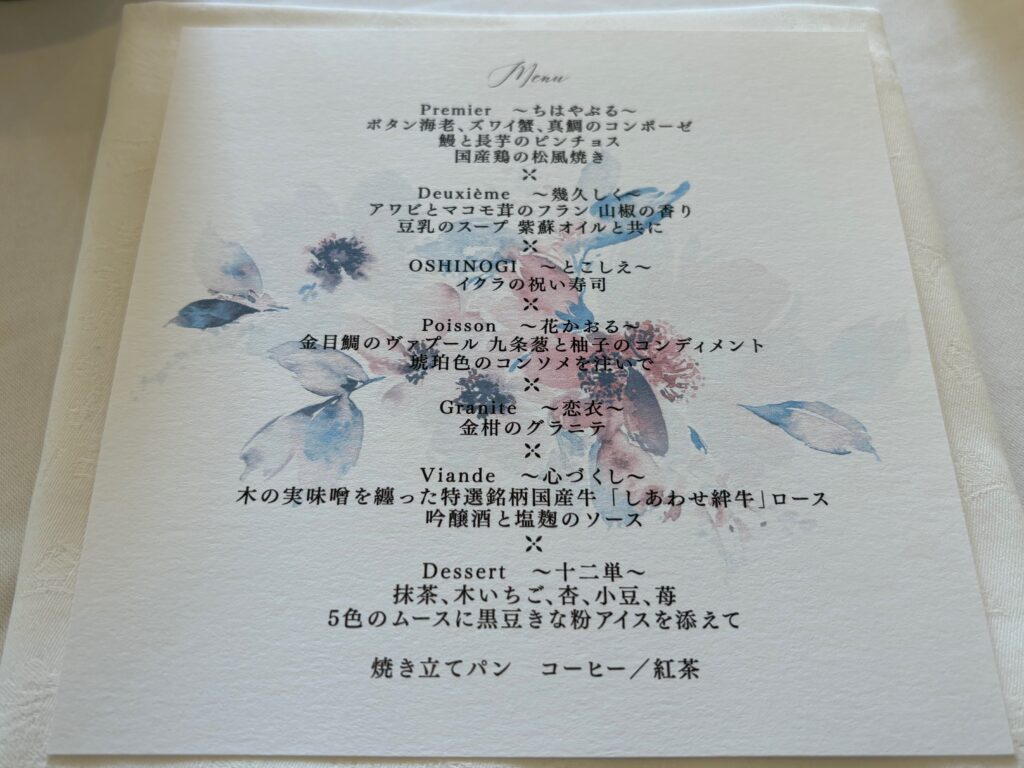 Menu
Premier ～ちはやぶる～
ボタン海老、ズワイ蟹、真鯛のコンポーゼ
鰻と長芋のピンチョス
国産鶏の松風焼き
Deuxième ～幾久しく～
アワビとマコモ茸のフラン 山椒の香り
豆乳のスープ 紫蘇オイルと共に
OSHINOGI ～とこしえ～
イクラの祝い寿司
Poisson ～花かおる～
金目鯛のヴァプール 九条葱と柚子のコンディメント
琥珀色のコンソメを注いで
Granite ～恋衣～
金柑のグラニテ
Viande ～心づくし～
木の実味噌を纏った特選銘柄国産牛「しあわせ絆牛」ロース
吟醸酒と塩麹のソース
Dessert ～十二単～
抹茶、木いちご、杏、小豆、苺
5色のムースに黒豆きな粉アイスを添えて
焼き立てパン コーヒー／紅茶